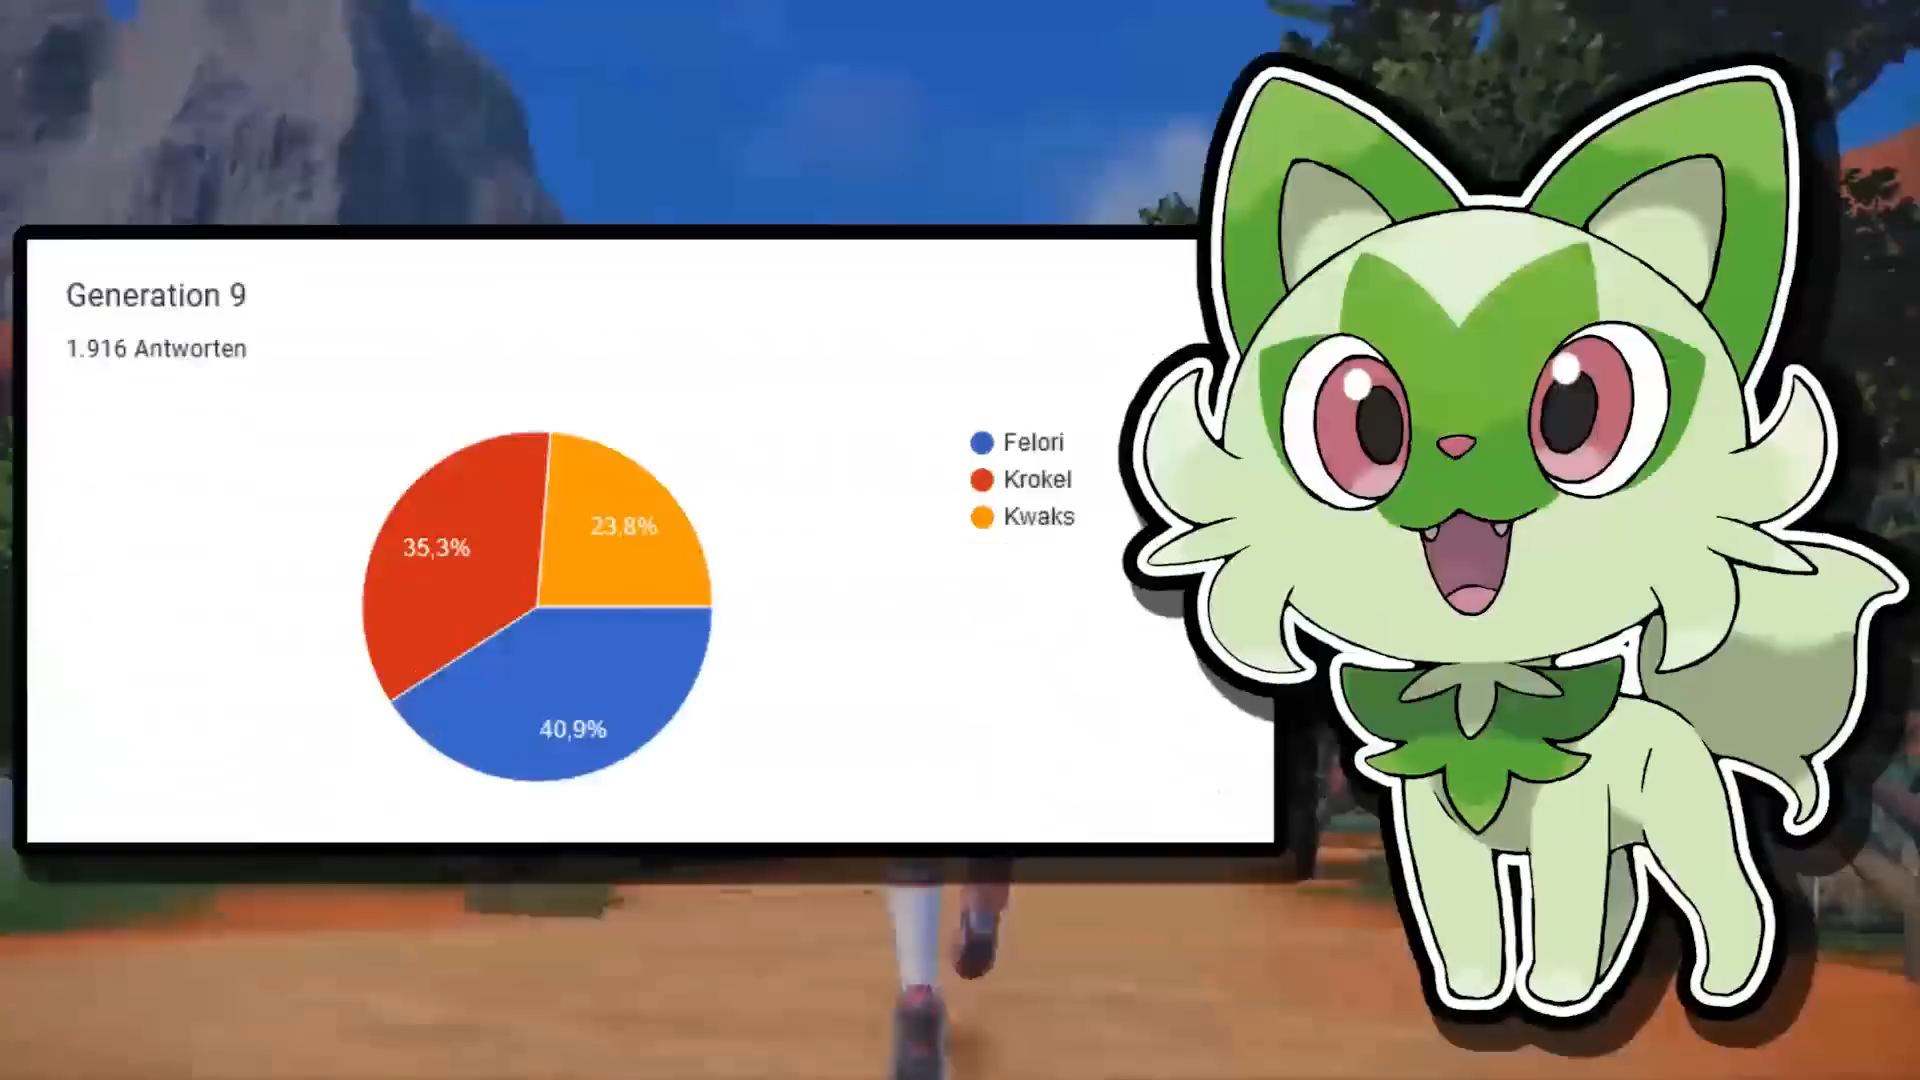 Generation 9
1.916 Antworten
Felori
Krokel
Kwaks
23,8%
35,3%
40,9%